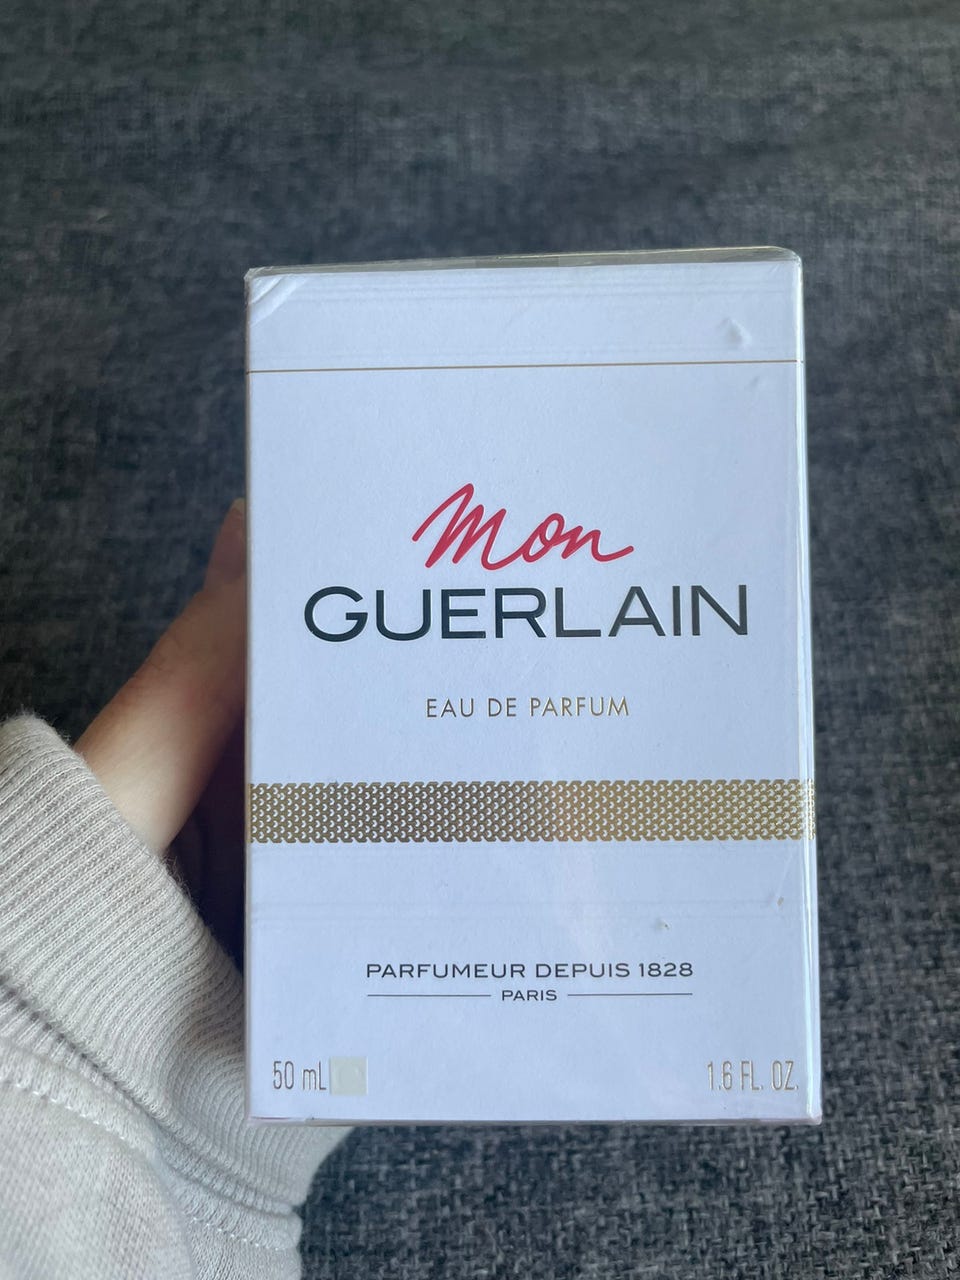 Mon
GUERLAIN
EAU DE PARFUM
PARFUMEUR DEPUIS 1828
PARIS
50 mL 1.6 FL. OZ.